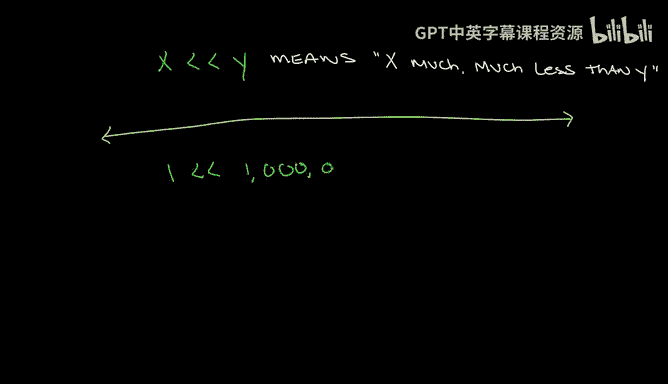 GPT中英字幕课程资源 bilibili
X << Y MEANS "X MUCH, MUCH LESS THAN Y"
1 << 1,000,0